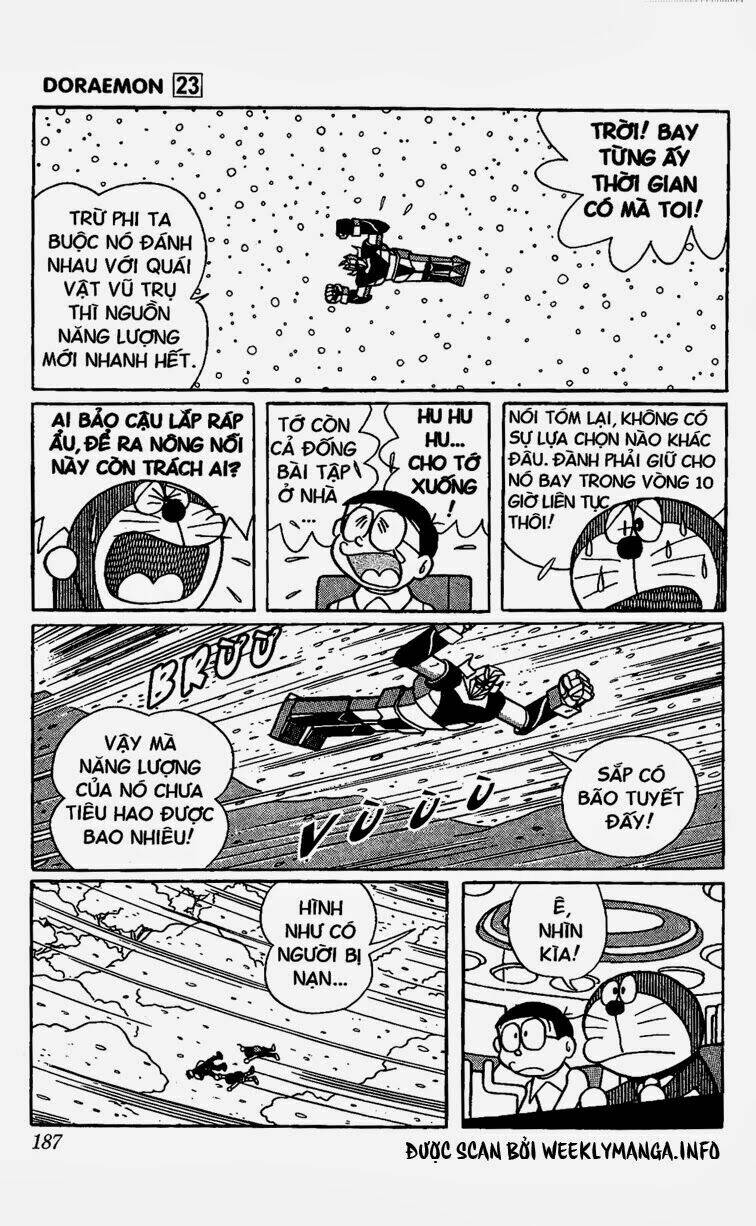 DORAEMON 23
TRỜI! BAY
TỪNG ẤY
THỜI GIAN
CÓ MÀ TOI!
TRỪ PHI TA
BUỘC NÓ ĐÁNH
NHAU VỚI QUÁI
VẬT VŨ TRỤ
THÌ NGUỒN
NĂNG LƯỢNG
MỚI NHANH HẾT.
NÓI TÓM LẠI, KHÔNG CÓ
SỰ LỰA CHỌN NÀO KHÁC
ĐÂU. ĐÀNH PHẢI GIỮ CHO
NÓ BAY TRONG VÒNG 10
GIỜ LIÊN TỤC
THÔI!
HU HU
HU...
CHO TỚ
XUỐNG
!
TỚ CÒN
CẢ ĐỐNG
BÀI TẬP
Ở NHÀ
...
AI BẢO CẬU LẮP RÁP
ẨU, ĐỂ RA NÔNG NỖI
NÀY CÒN TRÁCH AI?
BRỪƯ
SẮP CÓ
BÃO TUYẾT
ĐẤY!
VẬY MÀ
NĂNG LƯỢNG
CỦA NÓ CHƯA
TIÊU HAO ĐƯỢC
BAO NHIÊU!
VÙ Ù Ù
Ê,
NHÌN
KÌA!
HÌNH
NHƯ CÓ
NGƯỜI BỊ
NẠN...
187
ĐƯỢC SCAN BỞI WEEKLYMANGA.INFO